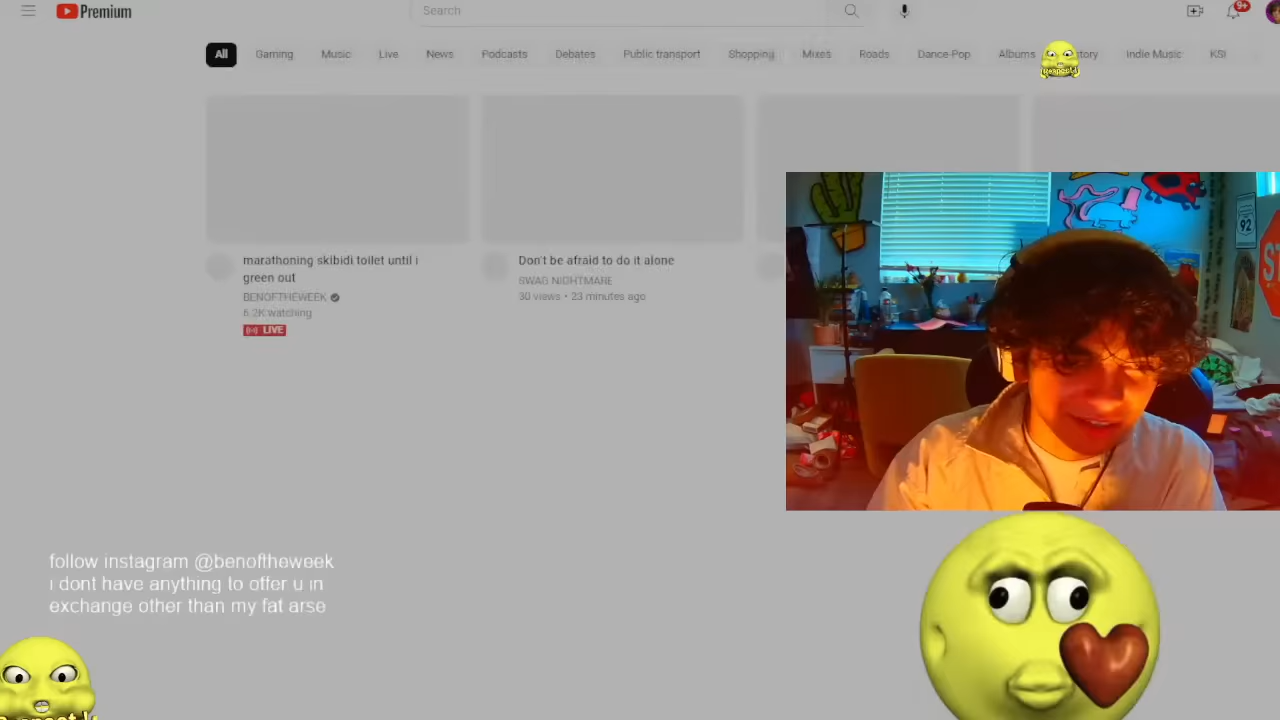 Premium
Search
9+
All Gaming Music Live News Podcasts Debates Public transport Shopping Mixes Roads Dance-Pop Albums Indie Music KSI
Respect!
marathoning skibidi toilet until i
green out
BENOFTHEWEEK
6.2K watching
LIVE
Don't be afraid to do it alone
SWAG NIGHTMARE
30 views • 23 minutes ago
92
follow instagram @benoftheweek
i dont have anything to offer u in
exchange other than my fat arse